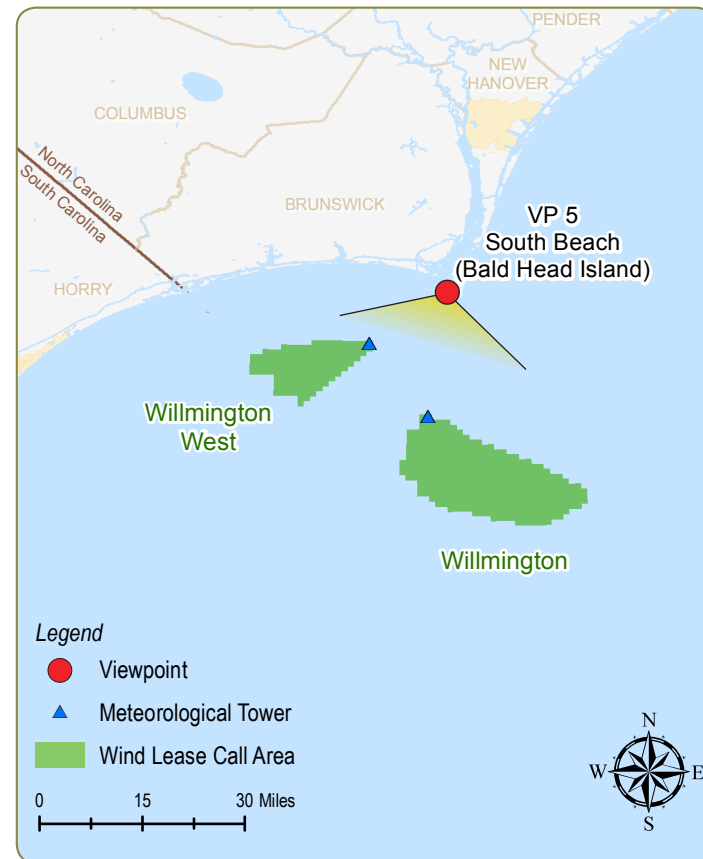 PENDER
NEW
HANOVER
COLUMBUS
North Carolina
South Carolina
BRUNSWICK
VP 5
South Beach
(Bald Head Island)
HORRY
Willmington
West
Willmington
Legend
Viewpoint
Meteorological Tower
Wind Lease Call Area
0 15 30 Miles
N
W E
S